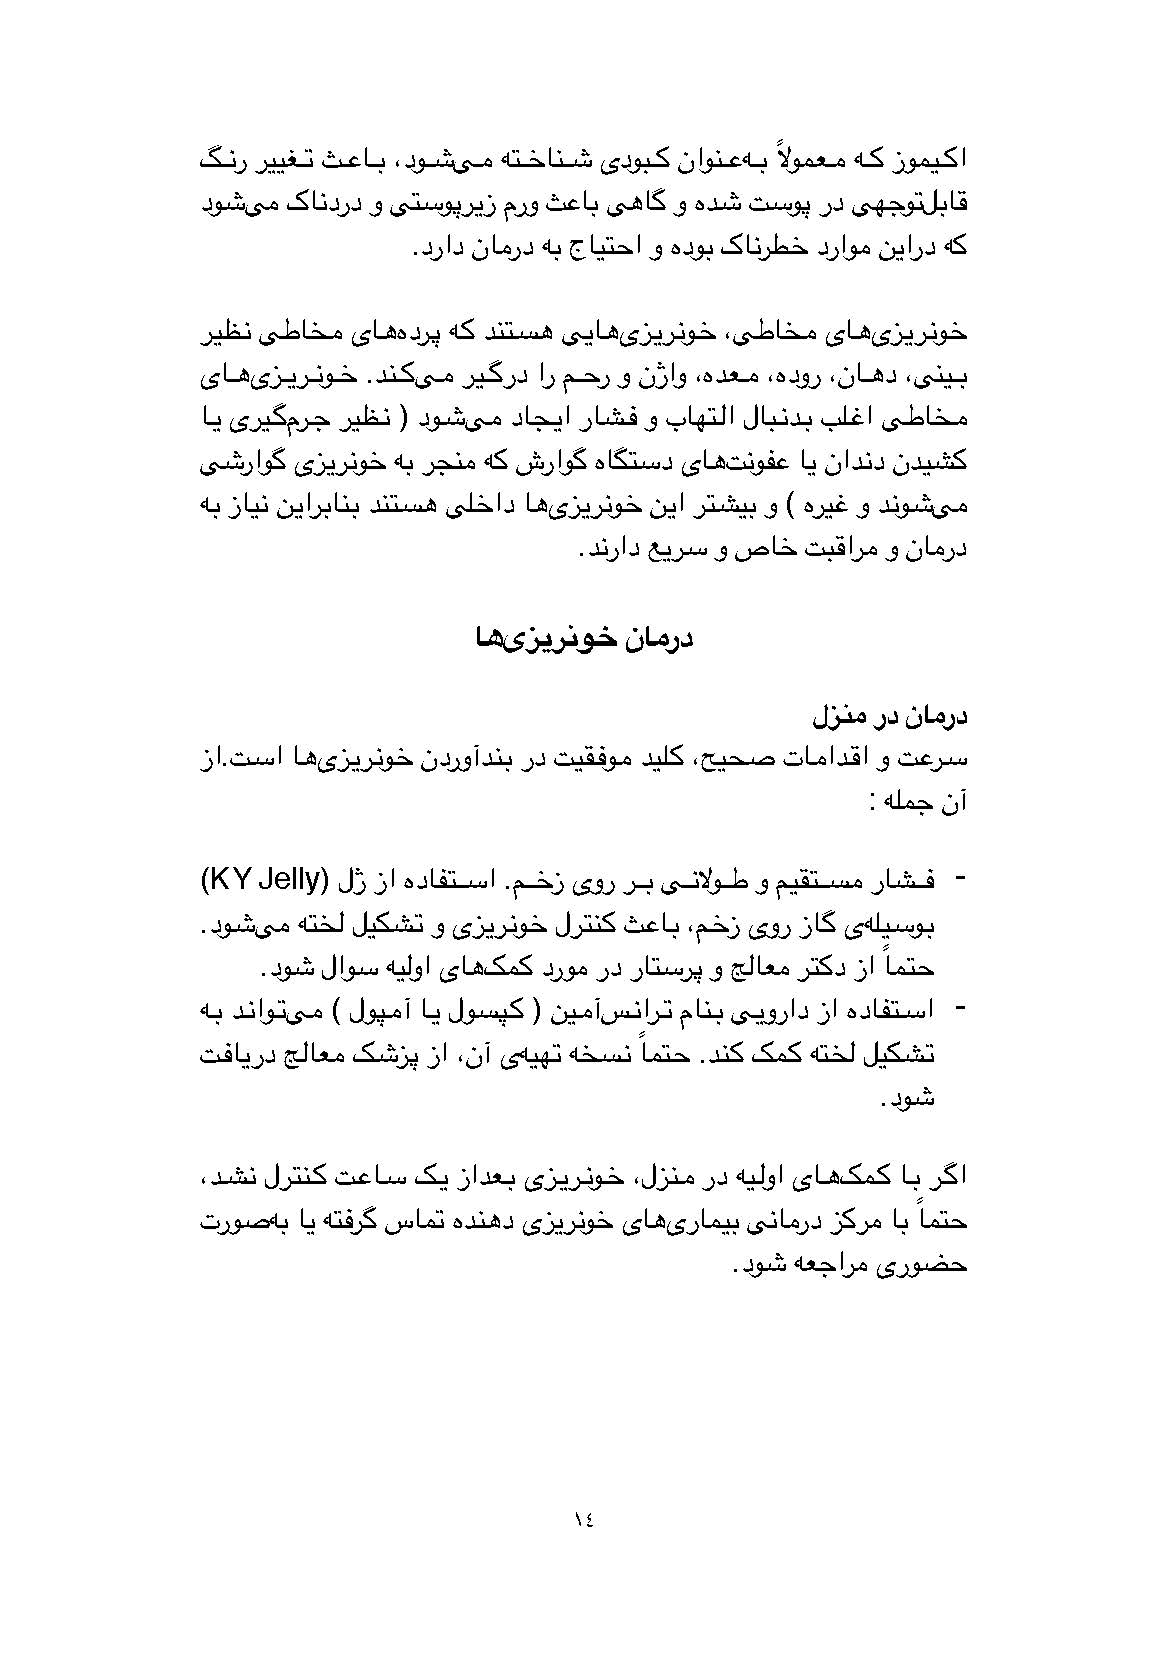 اکیموز که معمولاً به‌عنوان کبودی شناخته می‌شود، باعث تغییر رنگ
قابل‌توجهی در پوست شده و گاهی باعث ورم زیرپوستی و دردناک می‌شود
که دراین موارد خطرناک بوده و احتیاج به درمان دارد.
خونریزی‌های مخاطی، خونریزی‌هایی هستند که پرده‌های مخاطی نظیر
بینی، دهان، روده، معده، واژن و رحم را درگیر می‌کند. خونریزی‌های
مخاطی اغلب بدنبال التهاب و فشار ایجاد می‌شود ( نظیر جرم‌گیری یا
کشیدن دندان یا عفونت‌های دستگاه گوارش که منجر به خونریزی گوارشی
می‌شوند و غیره ) و بیشتر این خونریزی‌ها داخلی هستند بنابراین نیاز به
درمان و مراقبت خاص و سریع دارند.
درمان خونریزی‌ها
درمان در منزل
سرعت و اقدامات صحیح، کلید موفقیت در بندآوردن خونریزی‌ها است.از
آن جمله :
- فشار مستقیم و طولانی بر روی زخم. استفاده از ژل (KY Jelly)
بوسیله‌ی گاز روی زخم، باعث کنترل خونریزی و تشکیل لخته می‌شود.
حتماً از دکتر معالج و پرستار در مورد کمک‌های اولیه سوال شود.
- استفاده از دارویی بنام ترانس‌آمین ( کپسول یا آمپول ) می‌تواند به
تشکیل لخته کمک کند. حتماً نسخه تهیه‌ی آن، از پزشک معالج دریافت
شود.
اگر با کمک‌های اولیه در منزل، خونریزی بعداز یک ساعت کنترل نشد،
حتماً با مرکز درمانی بیماری‌های خونریزی دهنده تماس گرفته یا به‌صورت
حضوری مراجعه شود.
١٤